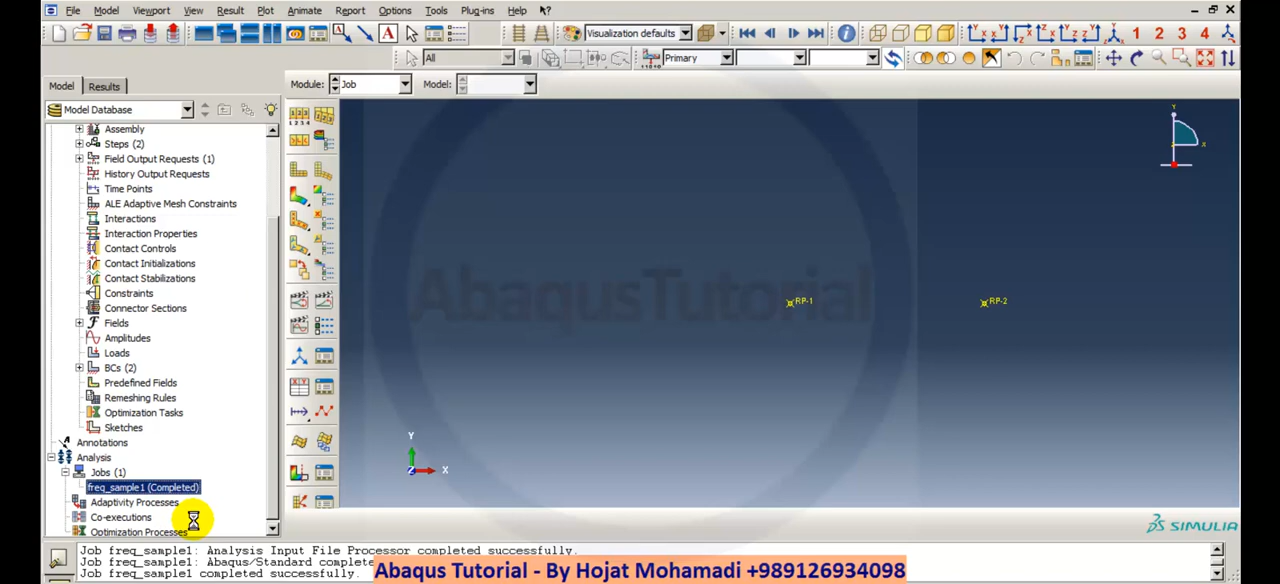 File Model Viewport View Result Plot Animate Report Options Tools Plug-ins Help
Visualization defaults
1 2 3 4
All
Primary
Model Results
Module: Job Model:
Model Database
Assembly
Steps (2)
Field Output Requests (1)
History Output Requests
Time Points
ALE Adaptive Mesh Constraints
Interactions
Interaction Properties
Contact Controls
Contact Initializations
Contact Stabilizations
Constraints
Connector Sections
Fields
Amplitudes
Loads
BCs (2)
Predefined Fields
Remeshing Rules
Optimization Tasks
Sketches
Annotations
Analysis
Jobs (1)
freq_sample1 (Completed)
Adaptivity Processes
Co-executions
Optimization Processes
Y
X
AbaqusTutorial
RP-1
RP-2
Y
Z X
SIMULIA
Job freq_sample1: Analysis Input File Processor completed successfully.
Job freq_sample1: Abaqus/Standard complete
Job freq_sample1 completed successfully.
Abaqus Tutorial - By Hojat Mohamadi +989126934098